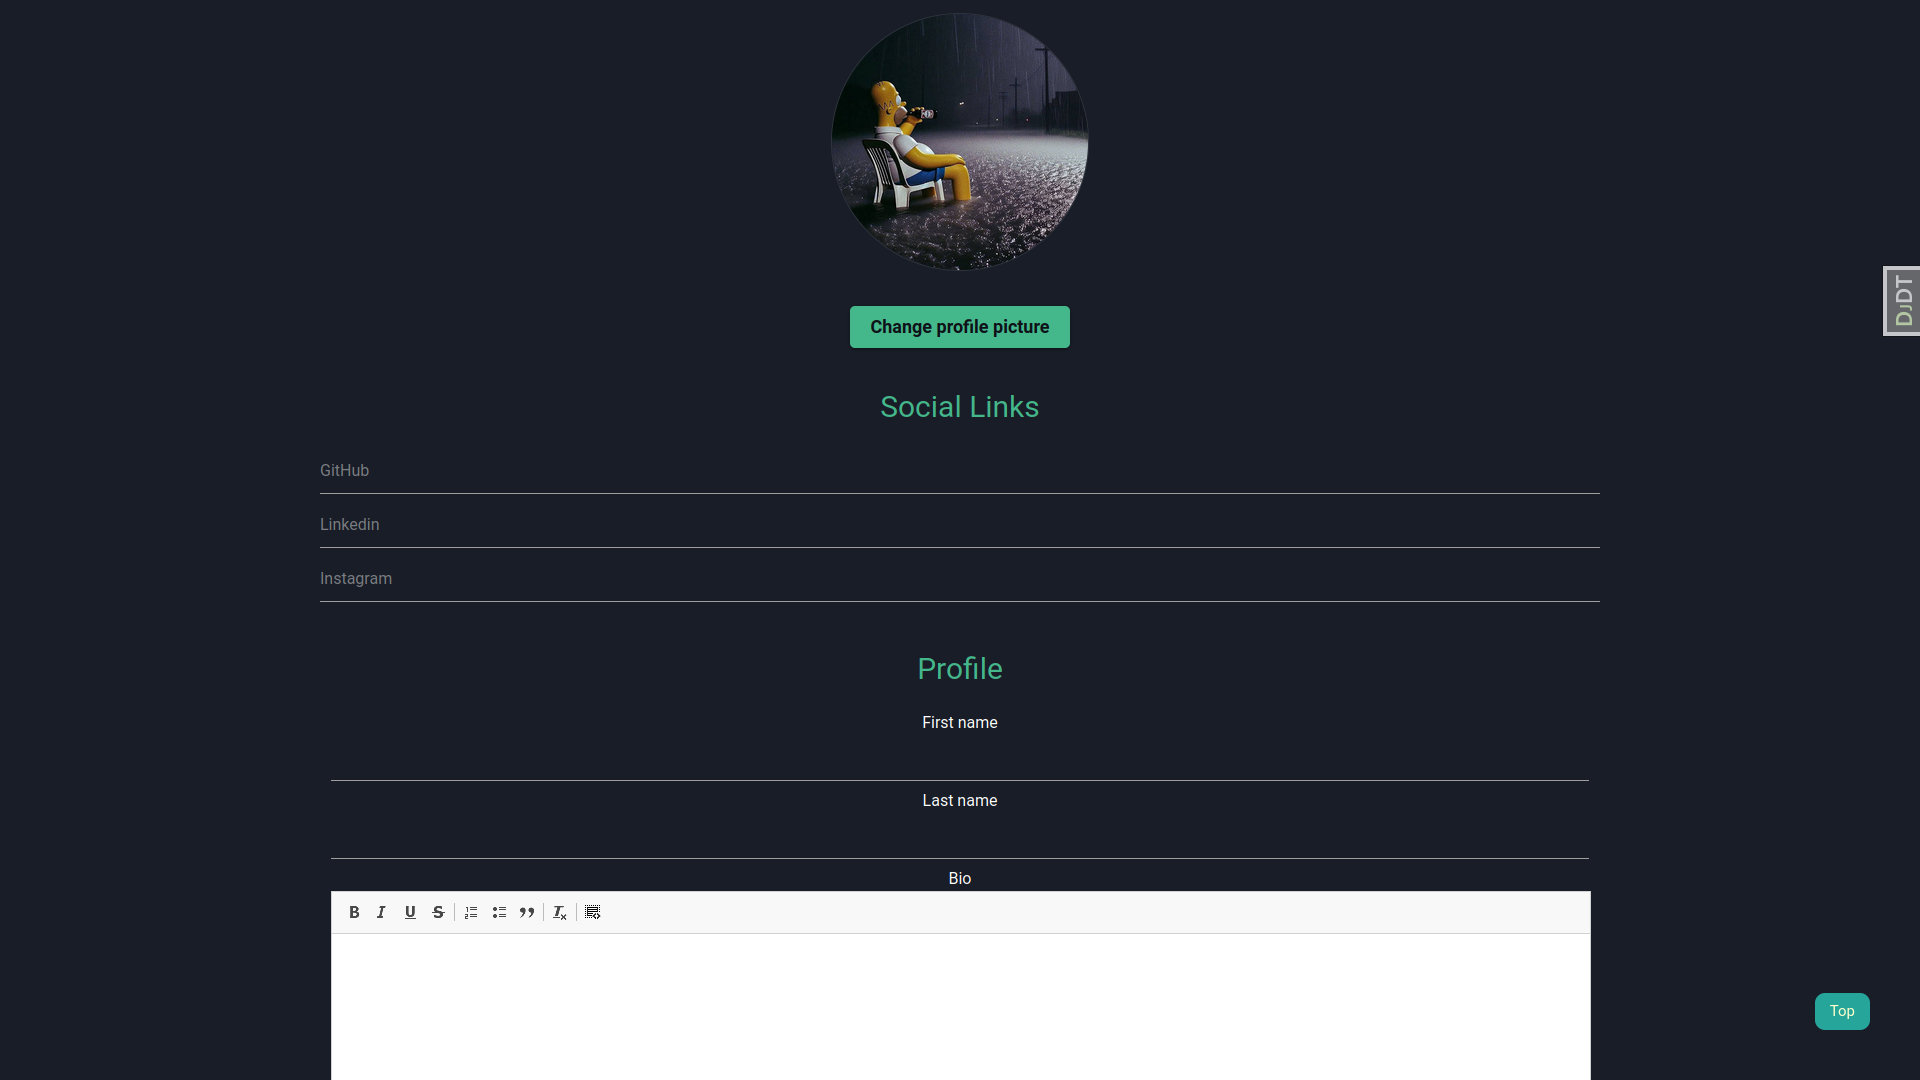 Change profile picture
DJDT
Social Links
GitHub
Linkedin
Instagram
Profile
First name
Last name
Bio
B I U S
Top